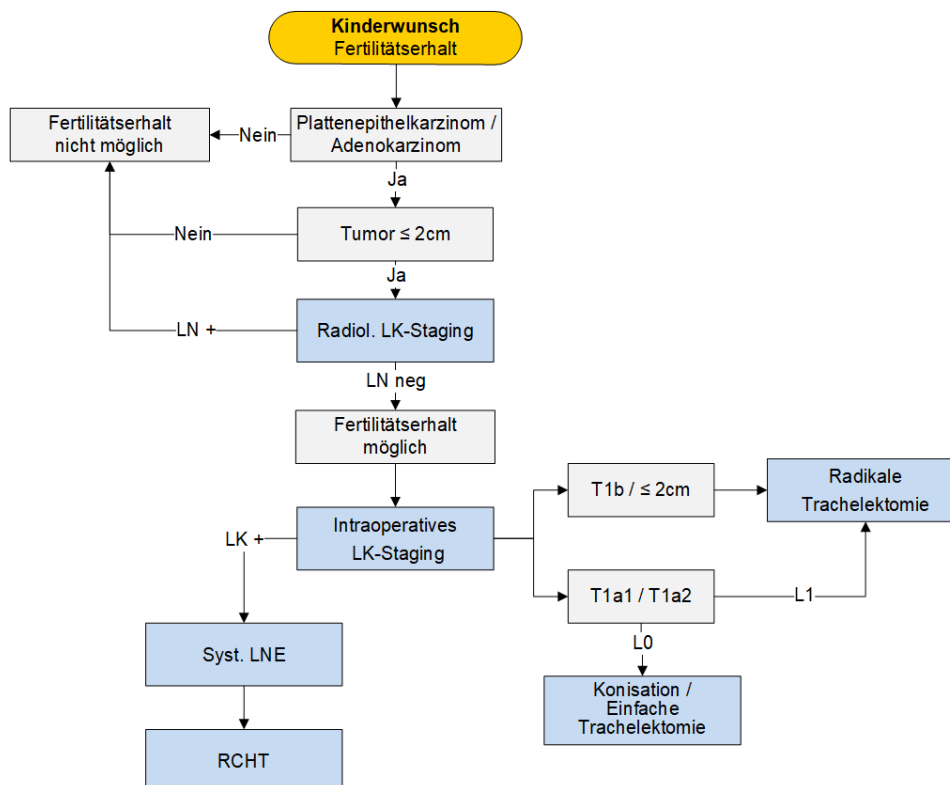 Kinderwunsch
Fertilitätserhalt
Fertilitätserhalt
nicht möglich
Nein
Plattenepithelkarzinom /
Adenokarzinom
Ja
Nein
Tumor ≤ 2cm
Ja
LN +
Radiol. LK-Staging
LN neg
Fertilitätserhalt
möglich
T1b / ≤ 2cm
Radikale
Trachelektomie
LK +
Intraoperatives
LK-Staging
T1a1 / T1a2
L1
L0
Syst. LNE
Konisation /
Einfache
Trachelektomie
RCHT